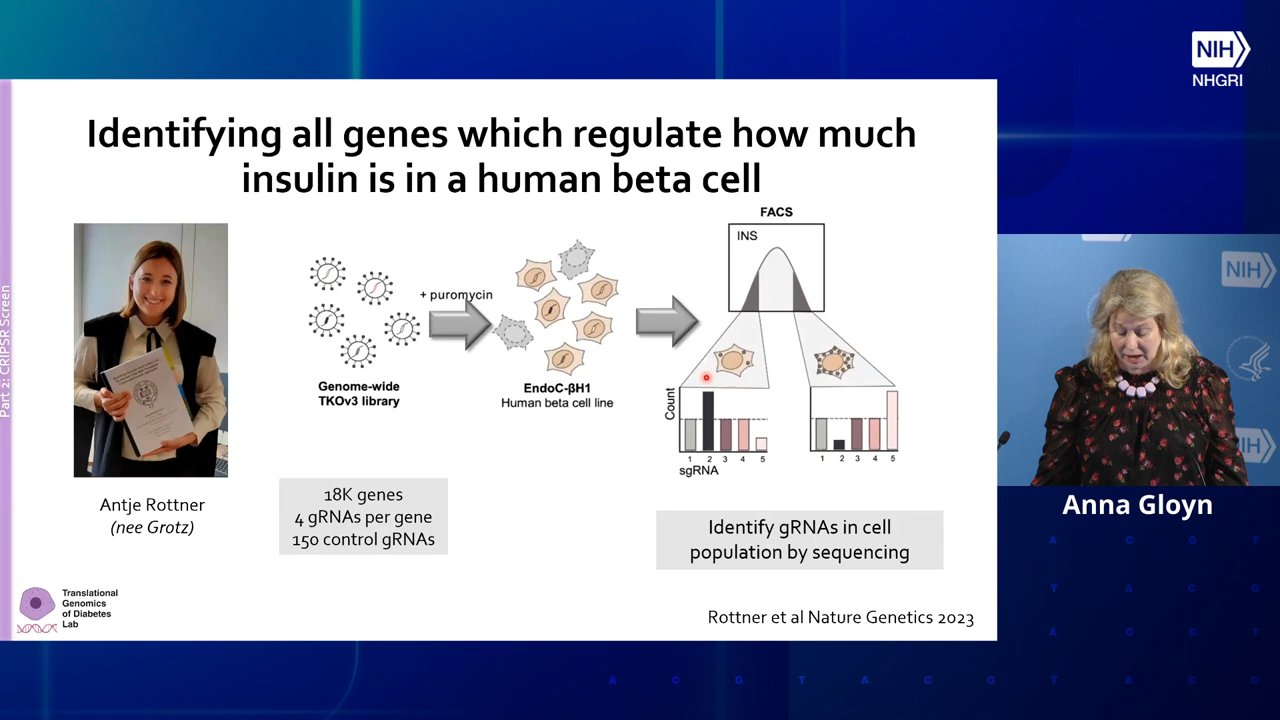 NIH
NHGRI
Part 2: CRIPSR Screen
Identifying all genes which regulate how much
insulin is in a human beta cell
FACS
INS
+ puromycin
Genome-wide
TKOv3 library
EndoC-βH1
Human beta cell line
Count
1 2 3 4 5
sgRNA
1 2 3 4 5
Antje Rottner
(nee Grotz)
18K genes
4 gRNAs per gene
150 control gRNAs
Identify gRNAs in cell
population by sequencing
Translational
Genomics
of Diabetes
Lab
Rottner et al Nature Genetics 2023
NIH
Anna Gloyn
A C G T
T A C G
A C G
A C G T A C G T A C G